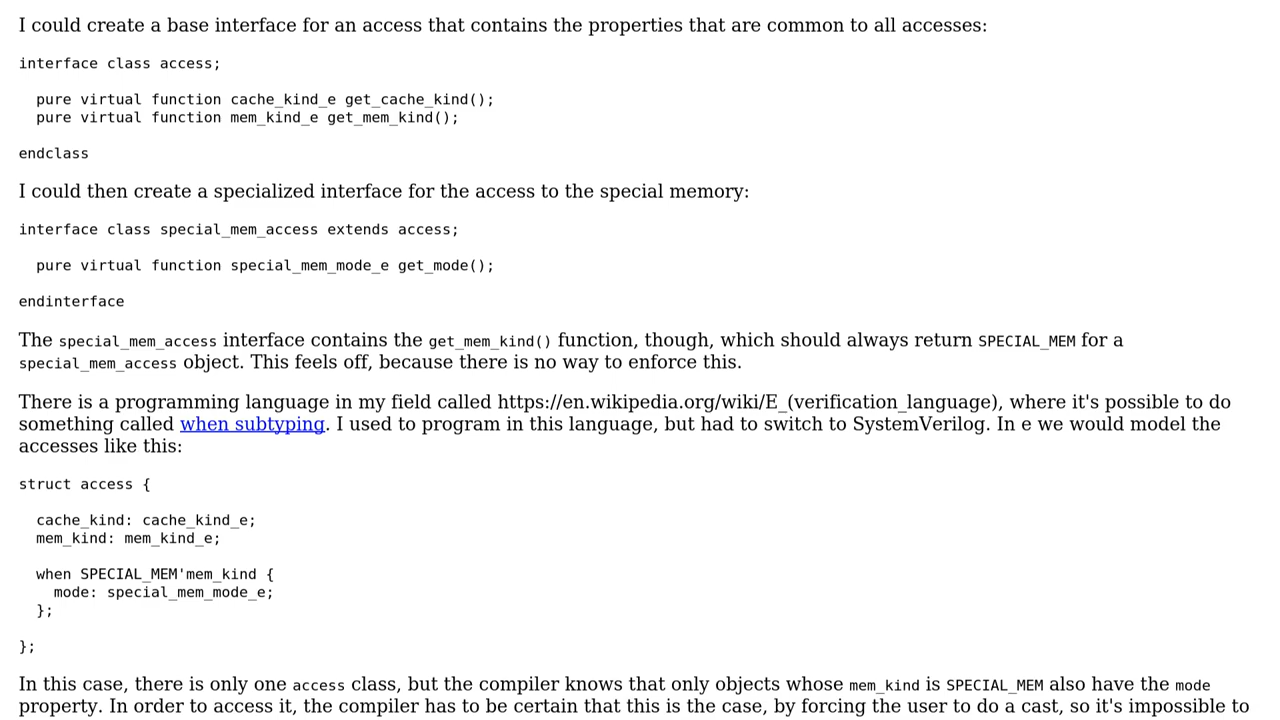 I could create a base interface for an access that contains the properties that are common to all accesses:
interface class access;
pure virtual function cache_kind_e get_cache_kind();
pure virtual function mem_kind_e get_mem_kind();
endclass
I could then create a specialized interface for the access to the special memory:
interface class special_mem_access extends access;
pure virtual function special_mem_mode_e get_mode();
endinterface
The special_mem_access interface contains the get_mem_kind() function, though, which should always return SPECIAL_MEM for a
special_mem_access object. This feels off, because there is no way to enforce this.
There is a programming language in my field called https://en.wikipedia.org/wiki/E_(verification_language), where it's possible to do
something called when subtyping. I used to program in this language, but had to switch to SystemVerilog. In e we would model the
accesses like this:
struct access {
cache_kind: cache_kind_e;
mem_kind: mem_kind_e;
when SPECIAL_MEM'mem_kind {
mode: special_mem_mode_e;
};
};
In this case, there is only one access class, but the compiler knows that only objects whose mem_kind is SPECIAL_MEM also have the mode
property. In order to access it, the compiler has to be certain that this is the case, by forcing the user to do a cast, so it's impossible to